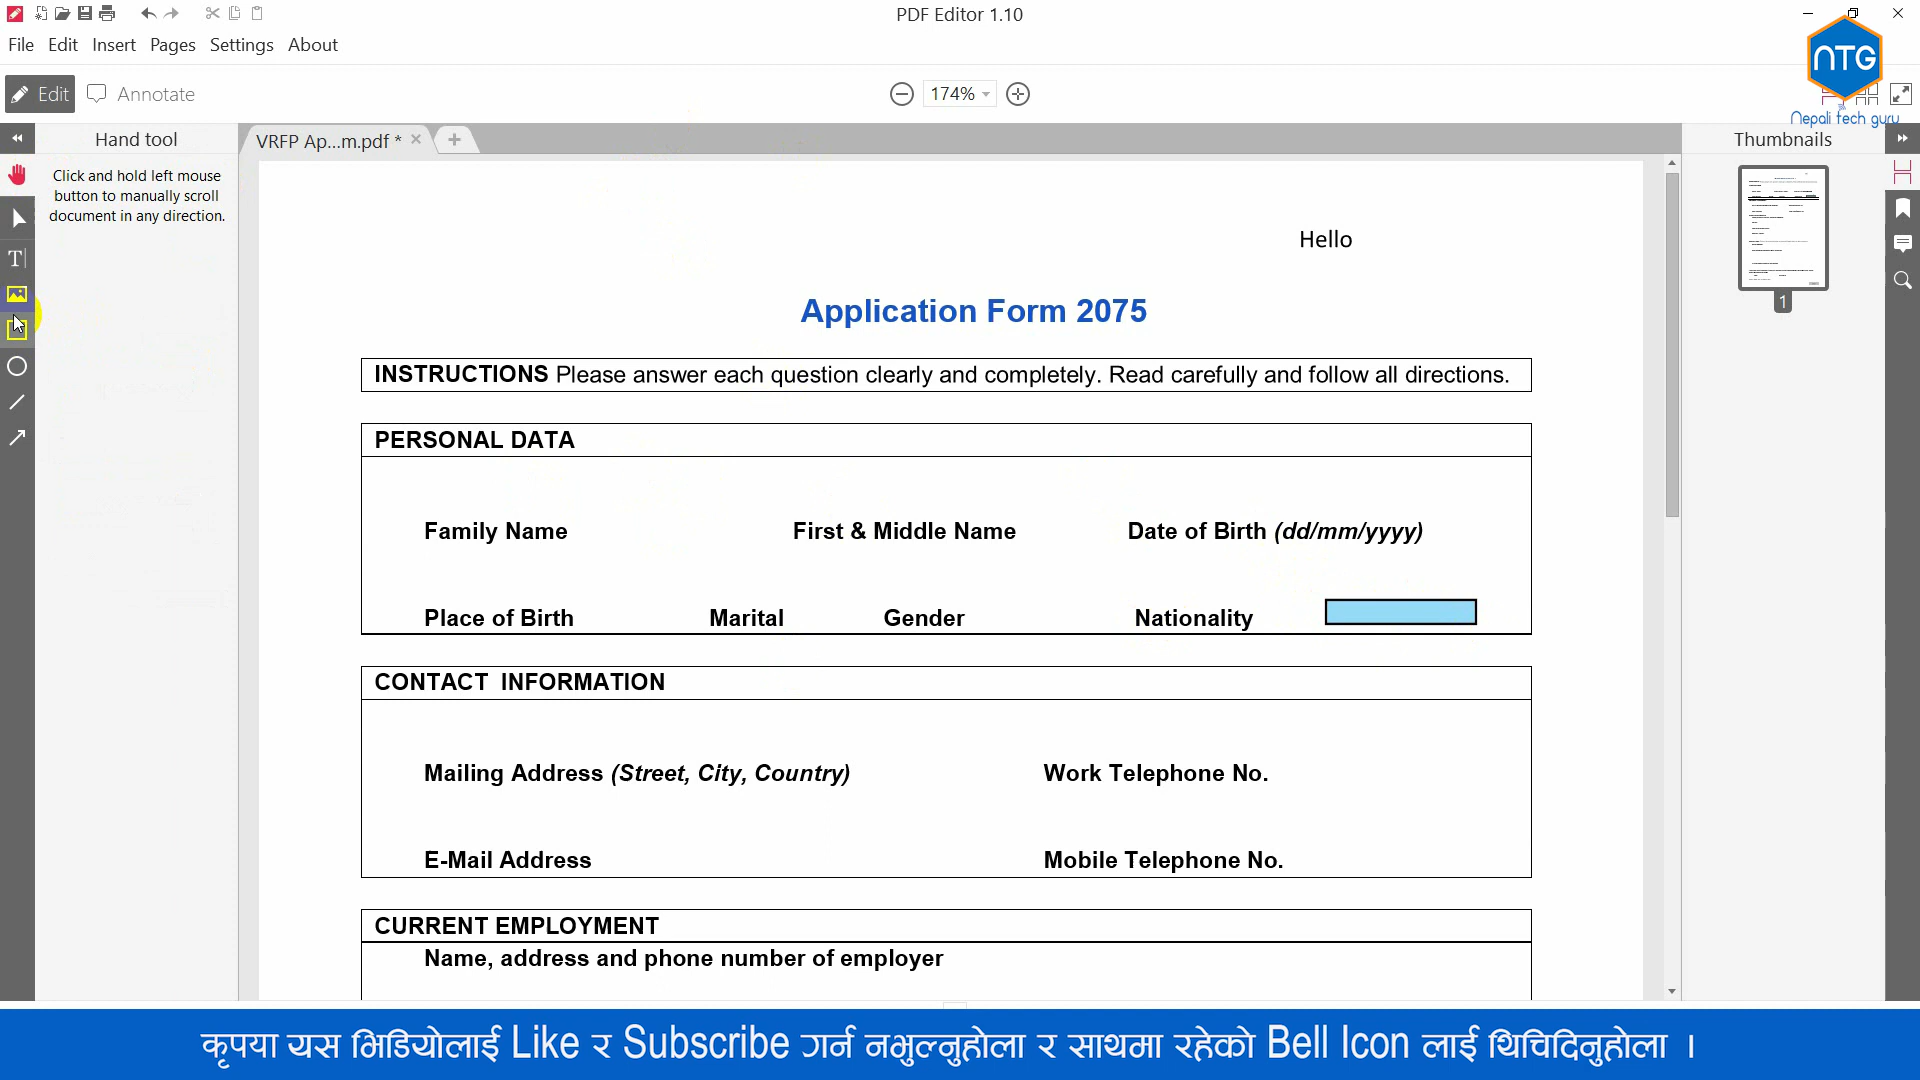 PDF Editor 1.10
File Edit Insert Pages Settings About
NTG
Nepali tech guru
Edit Annotate
174%
Hand tool
VRFP Ap...m.pdf *
Thumbnails
Click and hold left mouse
button to manually scroll
document in any direction.
Hello
1
Application Form 2075
INSTRUCTIONS Please answer each question clearly and completely. Read carefully and follow all directions.
PERSONAL DATA
Family Name First & Middle Name Date of Birth (dd/mm/yyyy)
Place of Birth Marital Gender Nationality
CONTACT INFORMATION
Mailing Address (Street, City, Country) Work Telephone No.
E-Mail Address Mobile Telephone No.
CURRENT EMPLOYMENT
Name, address and phone number of employer
कृपया यस भिडियोलाई Like र Subscribe गर्न नभुल्नुहोला र साथमा रहेको Bell Icon लाई थिचिदिनुहोला ।